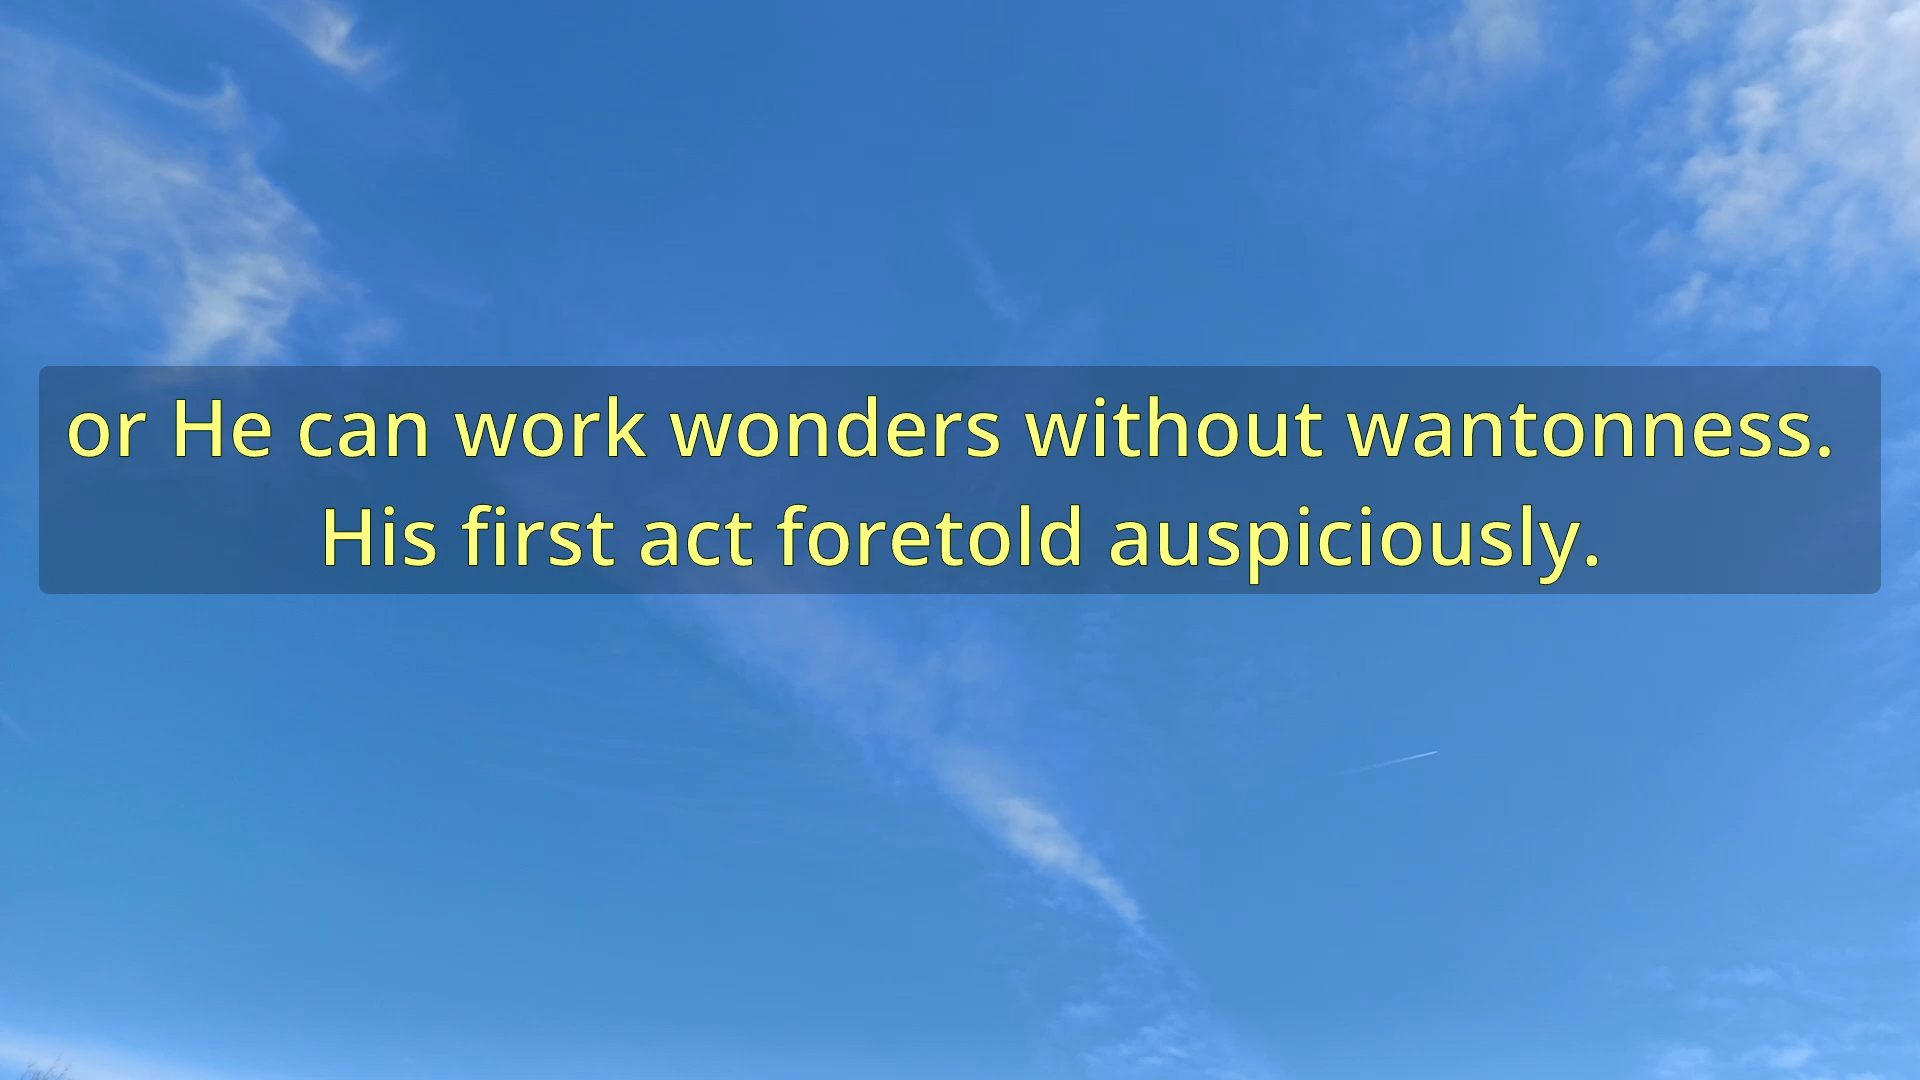 or He can work wonders without wantonness.
His first act foretold auspiciously.